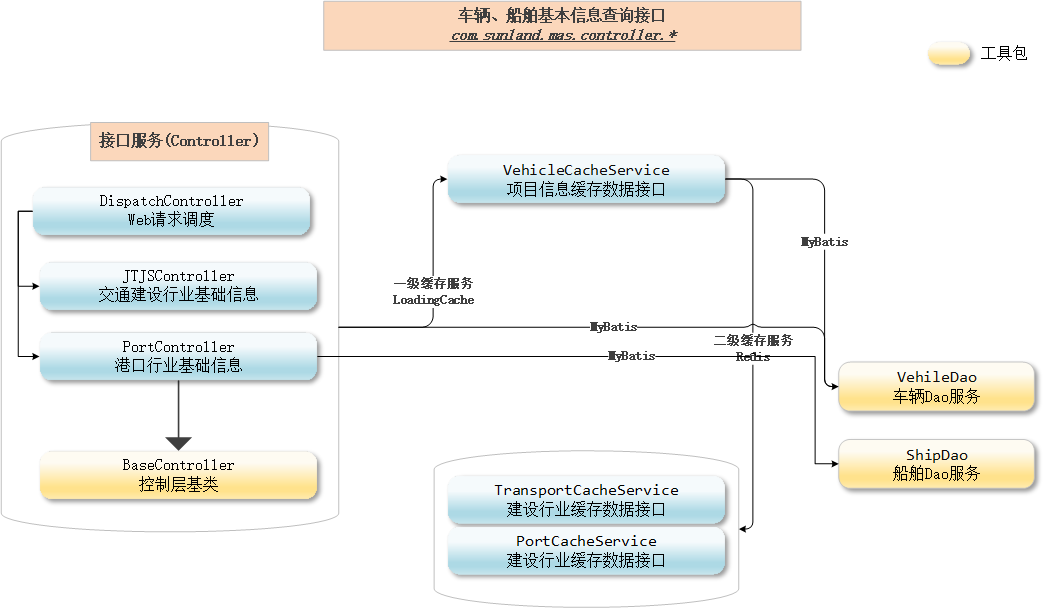 车辆、船舶基本信息查询接口
com.sunland.mas.controller.*
工具包
接口服务(Controller)
DispatchController
Web请求调度
JTJSController
交通建设行业基础信息
PortController
港口行业基础信息
BaseController
控制层基类
一级缓存服务
LoadingCache
VehicleCacheService
项目信息缓存数据接口
MyBatis
MyBatis
MyBatis
二级缓存服务
Redis
VehileDao
车辆Dao服务
ShipDao
船舶Dao服务
TransportCacheService
建设行业缓存数据接口
PortCacheService
建设行业缓存数据接口